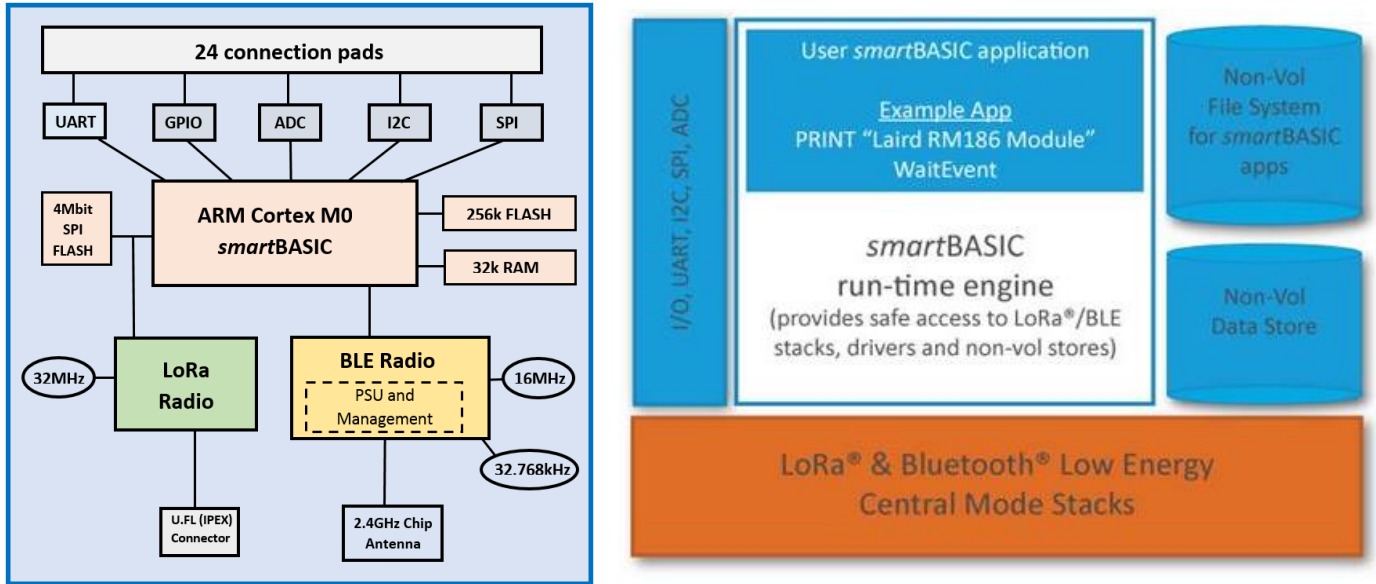 24 connection pads
UART
GPIO
ADC
I2C
SPI
4Mbit
SPI
FLASH
ARM Cortex M0
smartBASIC
256k FLASH
32k RAM
32MHz
LoRa
Radio
BLE Radio
PSU and
Management
16MHz
32.768kHz
U.FL (IPEX)
Connector
2.4GHz Chip
Antenna
I/O, UART, I2C, SPI, ADC
User smartBASIC application
Example App
PRINT “Laird RM186 Module”
WaitEvent
smartBASIC
run-time engine
(provides safe access to LoRa®/BLE
stacks, drivers and non-vol stores)
Non-Vol
File System
for smartBASIC
apps
Non-Vol
Data Store
LoRa® & Bluetooth® Low Energy
Central Mode Stacks